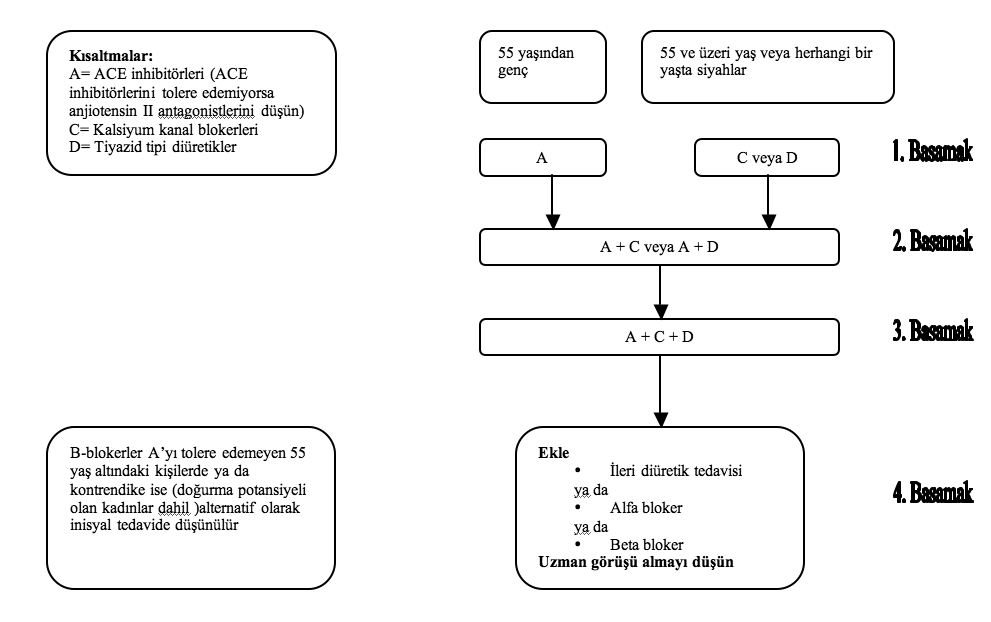 Kısaltmalar:
A= ACE inhibitörleri (ACE
inhibitörlerini tolere edemiyorsa
anjiotensin II antagonistlerini düşün)
C= Kalsiyum kanal blokerleri
D= Tiyazid tipi diüretikler
55 yaşından
genç
55 ve üzeri yaş veya herhangi bir
yaşta siyahlar
A
C veya D
1. Basamak
A + C veya A + D
2. Basamak
A + C + D
3. Basamak
B-blokerler A’yı tolere edemeyen 55
yaş altındaki kişilerde ya da
kontrendike ise (doğurma potansiyeli
olan kadınlar dahil )alternatif olarak
inisyal tedavide düşünülür
Ekle
• İleri diüretik tedavisi
ya da
• Alfa bloker
ya da
• Beta bloker
Uzman görüşü almayı düşün
4. Basamak